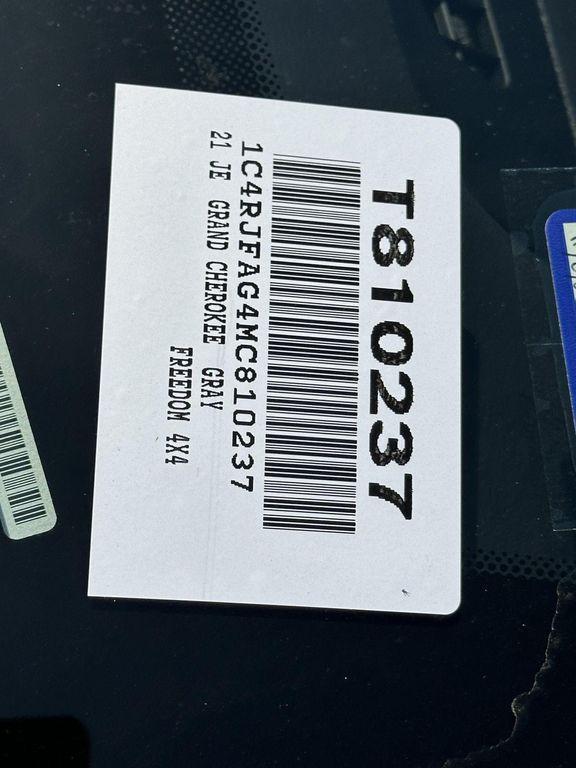 T810237
1C4RJFAG4MC810237
21 JE GRAND CHEROKEE GRAY
FREEDOM 4X4